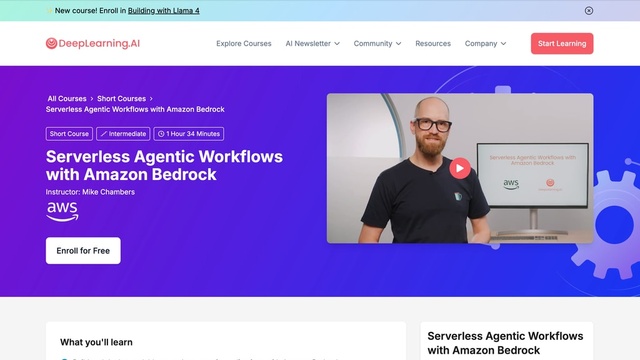 New course! Enroll in Building with Llama 4
DeepLearning.AI
Explore Courses
AI Newsletter
Community
Resources
Company
Start Learning
All Courses › Short Courses ›
Serverless Agentic Workflows with Amazon Bedrock
Short Course
Intermediate
1 Hour 34 Minutes
Serverless Agentic Workflows
with Amazon Bedrock
Instructor: Mike Chambers
aws
Enroll for Free
Serverless Agentic Workflows with
Amazon Bedrock
aws
DeepLearning.AI
What you'll learn
Serverless Agentic Workflows
with Amazon Bedrock